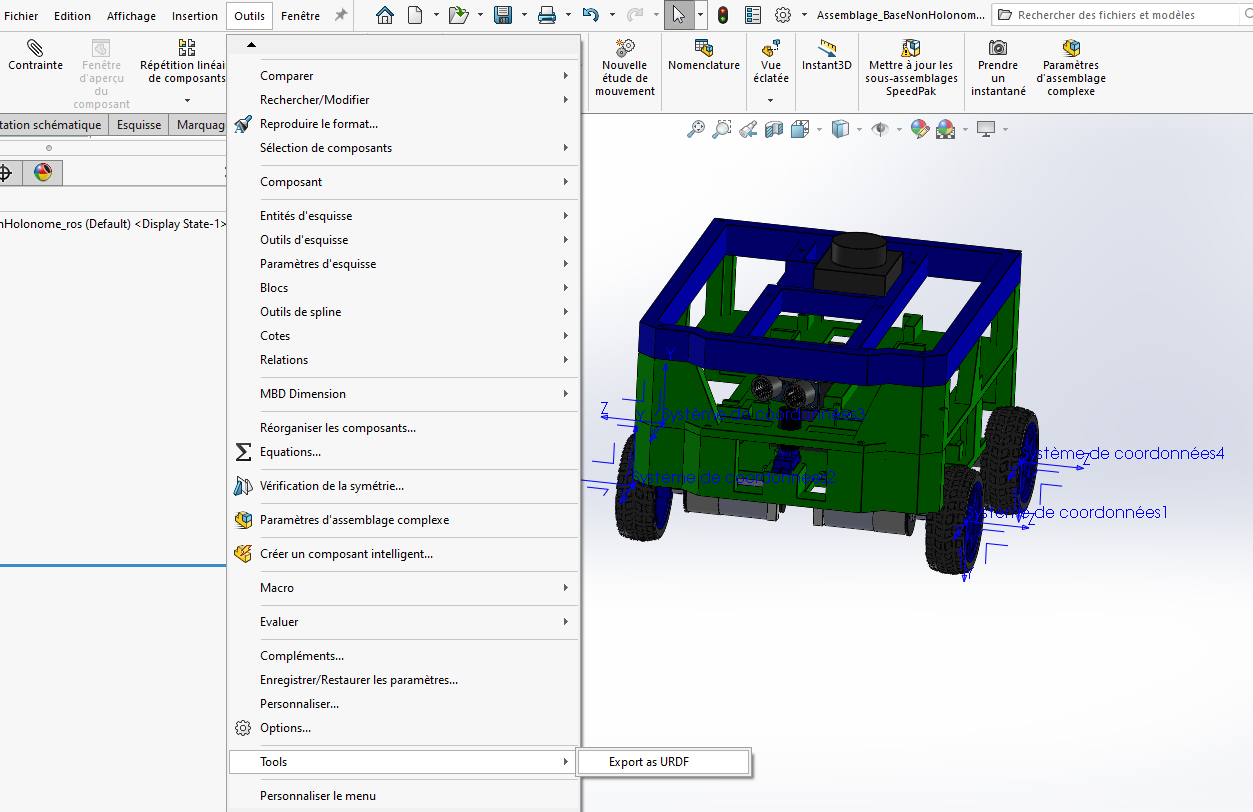 Fichier Edition Affichage Insertion Outils Fenêtre
Assemblage_BaseNonHolonom...
Rechercher des fichiers et modèles
Contrainte
Fenêtre
d'aperçu
du
composant
Répétition linéai
de composants
Nouvelle
étude de
mouvement
Nomenclature
Vue
éclatée
Instant3D
Mettre à jour les
sous-assemblages
SpeedPak
Prendre
un
instantané
Paramètres
d'assemblage
complexe
tation schématique Esquisse Marquag
nHolonome_ros (Default) <Display State-1>
Comparer
Rechercher/Modifier
Reproduire le format...
Sélection de composants
Composant
Entités d'esquisse
Outils d'esquisse
Paramètres d'esquisse
Blocs
Outils de spline
Cotes
Relations
MBD Dimension
Réorganiser les composants...
Equations...
Vérification de la symétrie...
Paramètres d'assemblage complexe
Créer un composant intelligent...
Macro
Evaluer
Compléments...
Enregistrer/Restaurer les paramètres...
Personnaliser...
Options...
Tools
Export as URDF
Personnaliser le menu
Y
Z
Système de coordonnées2
ystème de coordonnées4
Z
ystème de coordonnées1
Z
Y